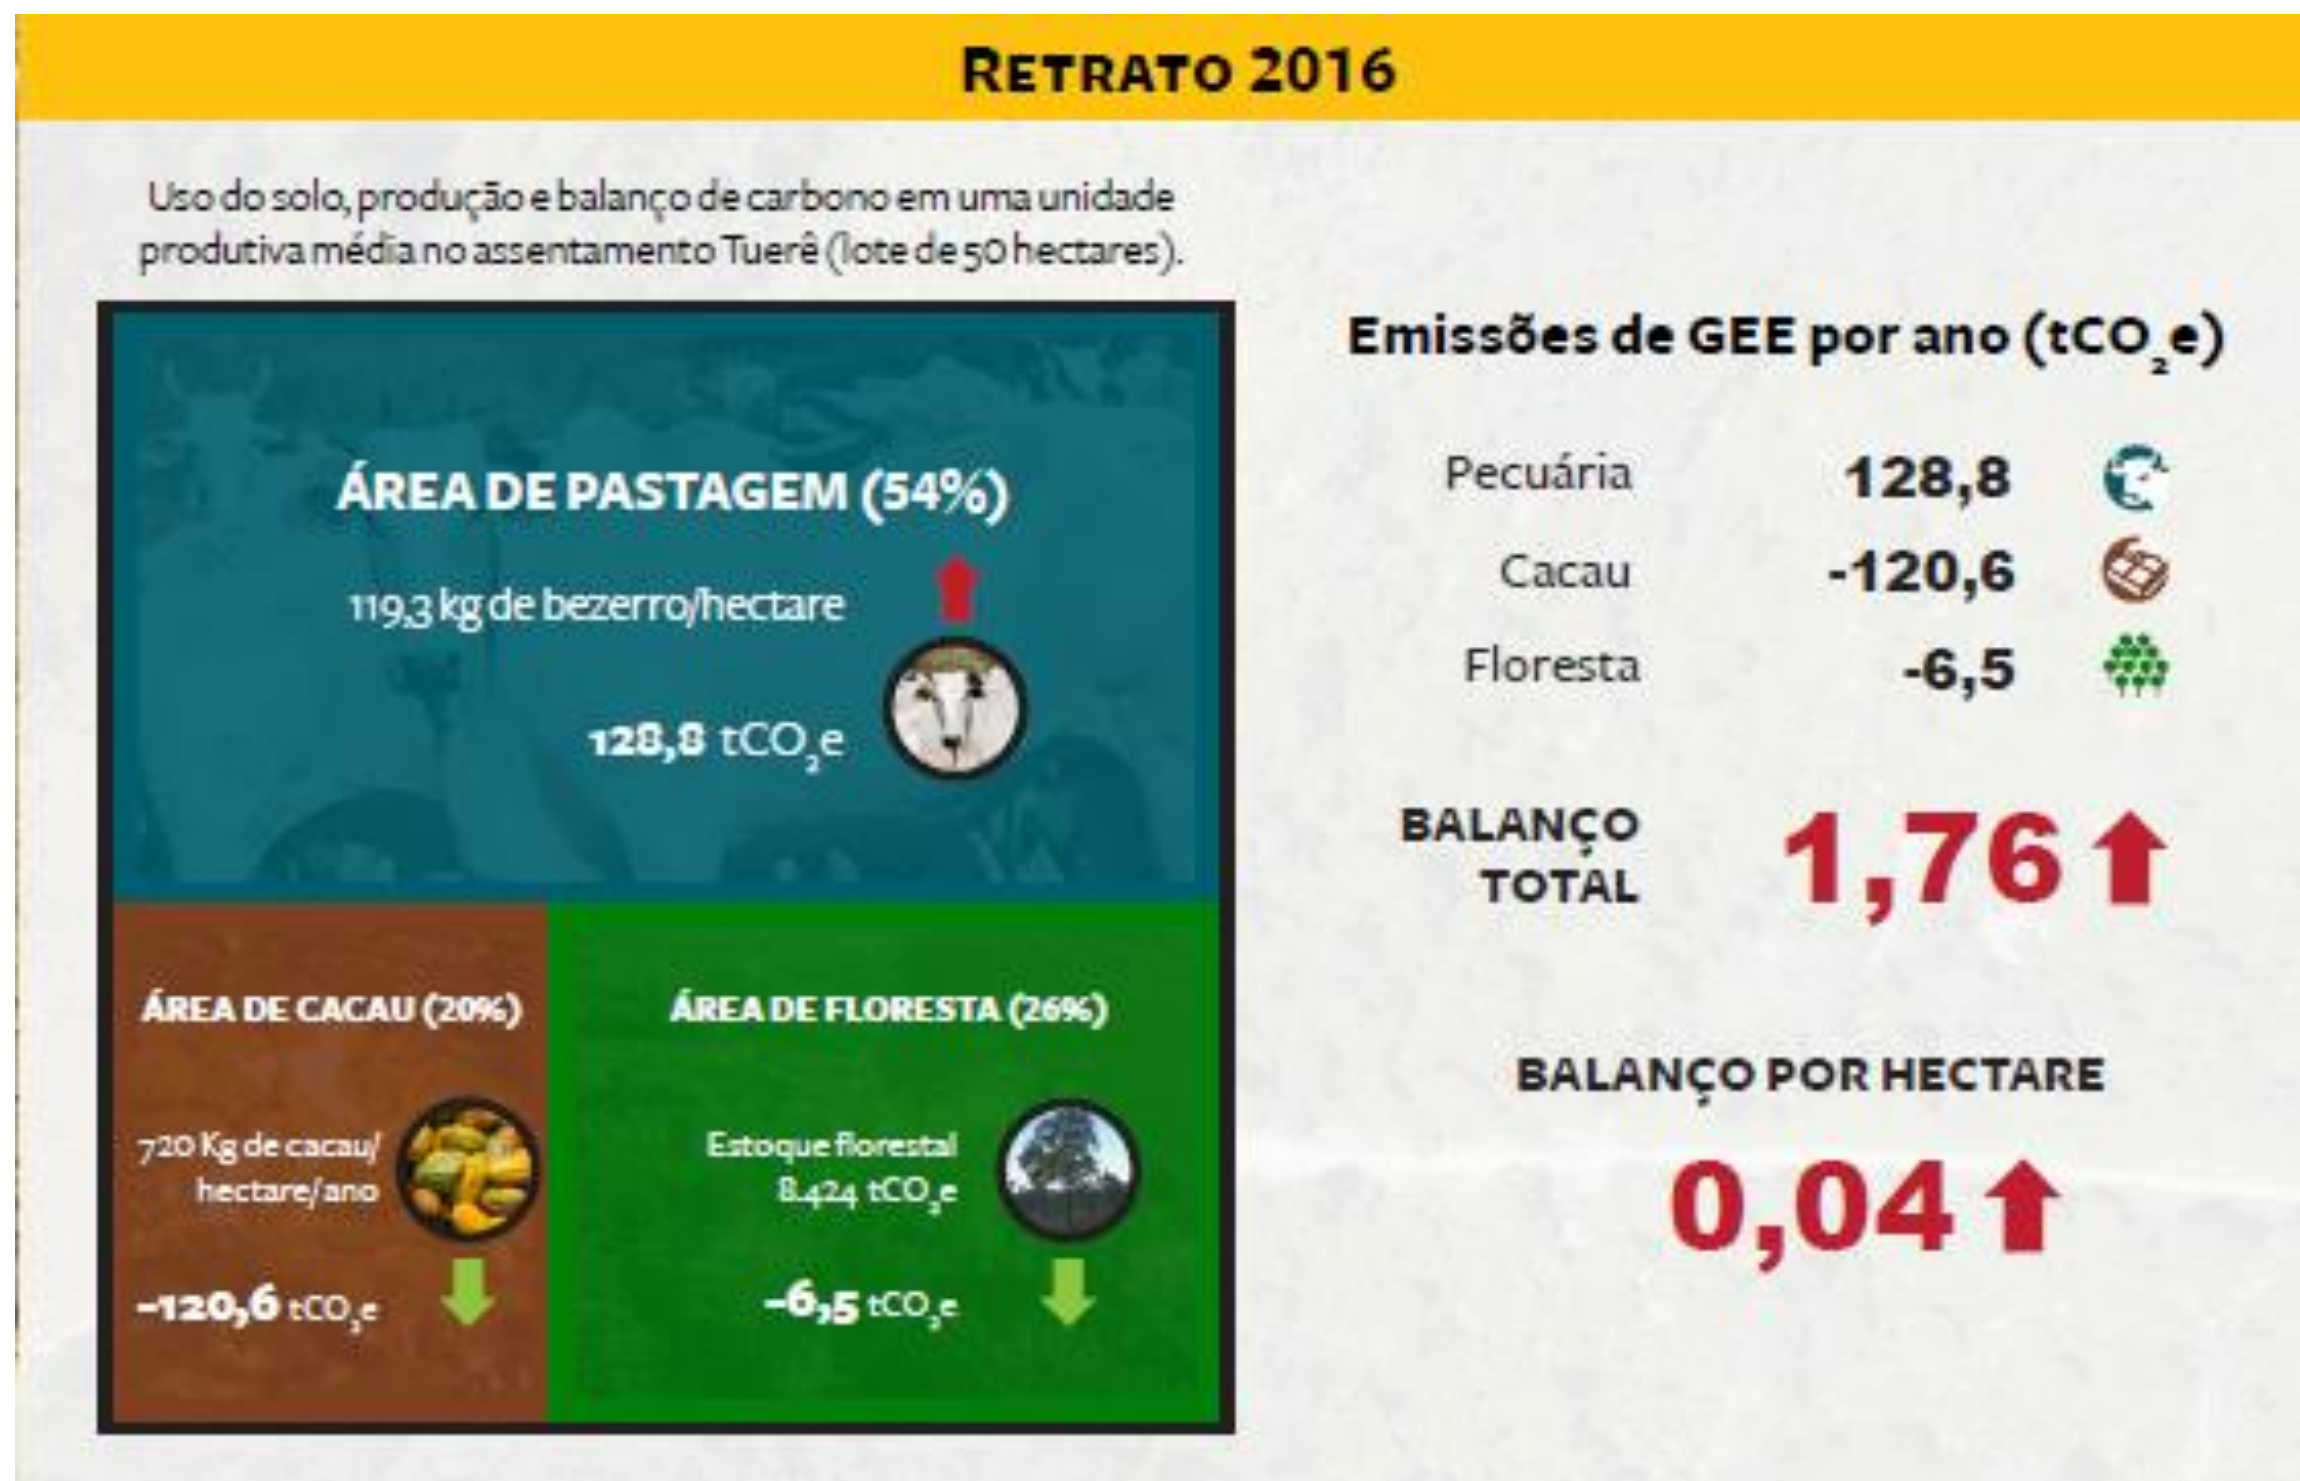 RETRATO 2016
Uso do solo, produção e balanço de carbono em uma unidade
produtiva média no assentamento Tuerê (lote de 50 hectares).
ÁREA DE PASTAGEM (54%)
119,3 kg de bezerro/hectare
128,8 tCO₂e
ÁREA DE CACAU (20%)
720 Kg de cacau/
hectare/ano
-120,6 tCO₂e
ÁREA DE FLORESTA (26%)
Estoque florestal
8.424 tCO₂e
-6,5 tCO₂e
Emissões de GEE por ano (tCO₂e)
Pecuária 128,8
Cacau -120,6
Floresta -6,5
BALANÇO
TOTAL
1,76
BALANÇO POR HECTARE
0,04